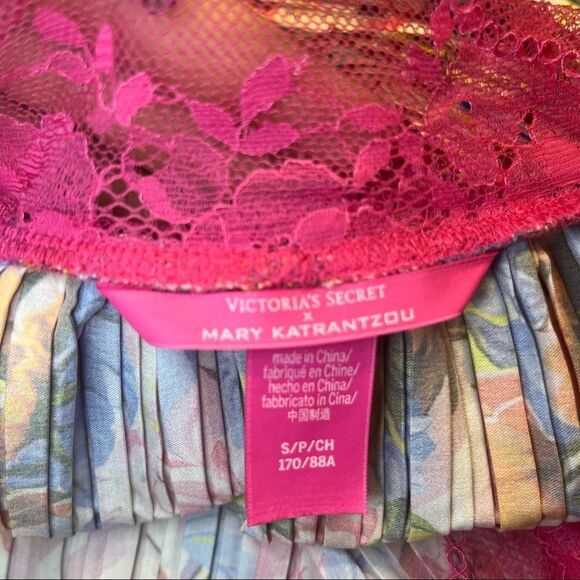 VICTORIA'S SECRET
X
MARY KATRANTZOU
made in China/
fabriqué en Chine/
hecho en China/
fabbricato in Cina/
中国制造
S/P/CH
170/88A